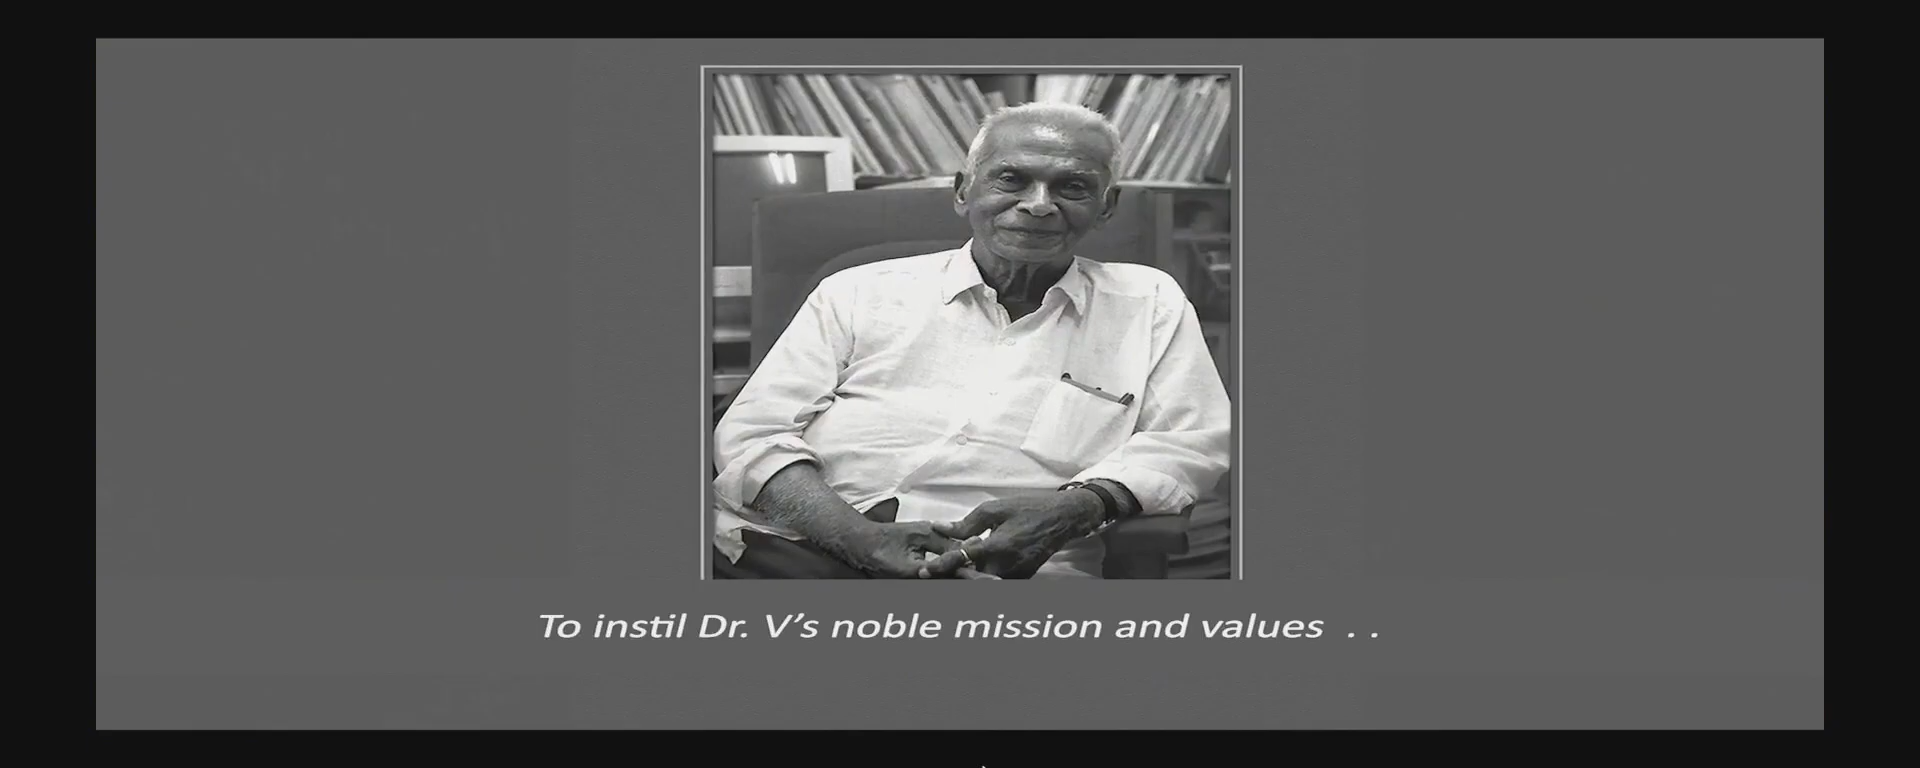 To instil Dr. V’s noble mission and values . .